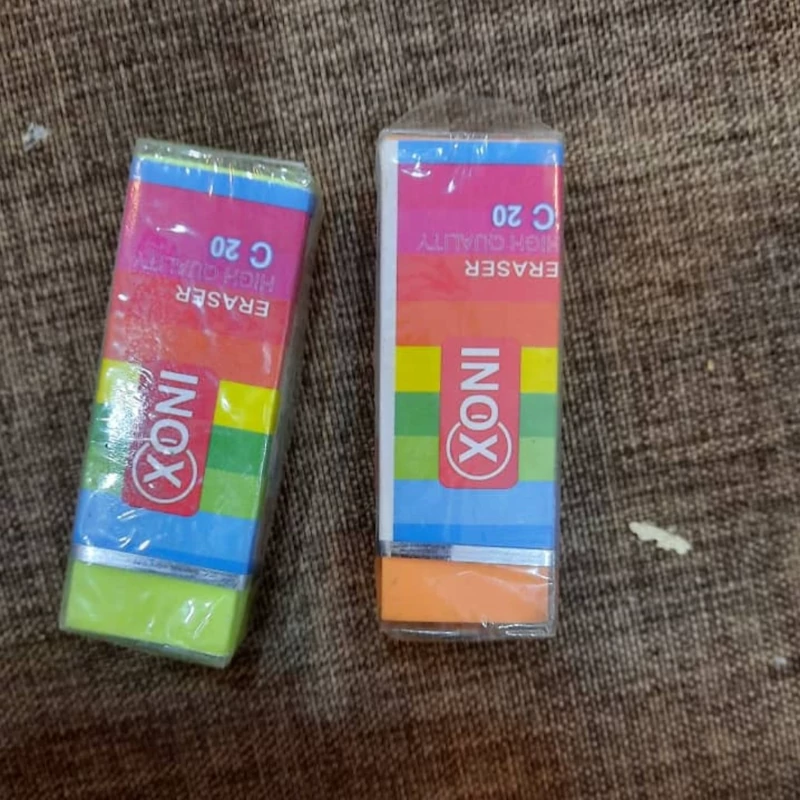 INOX
ERASER
HIGH QUALITY
C 20
INOX
ERASER
HIGH QUALITY
C 20